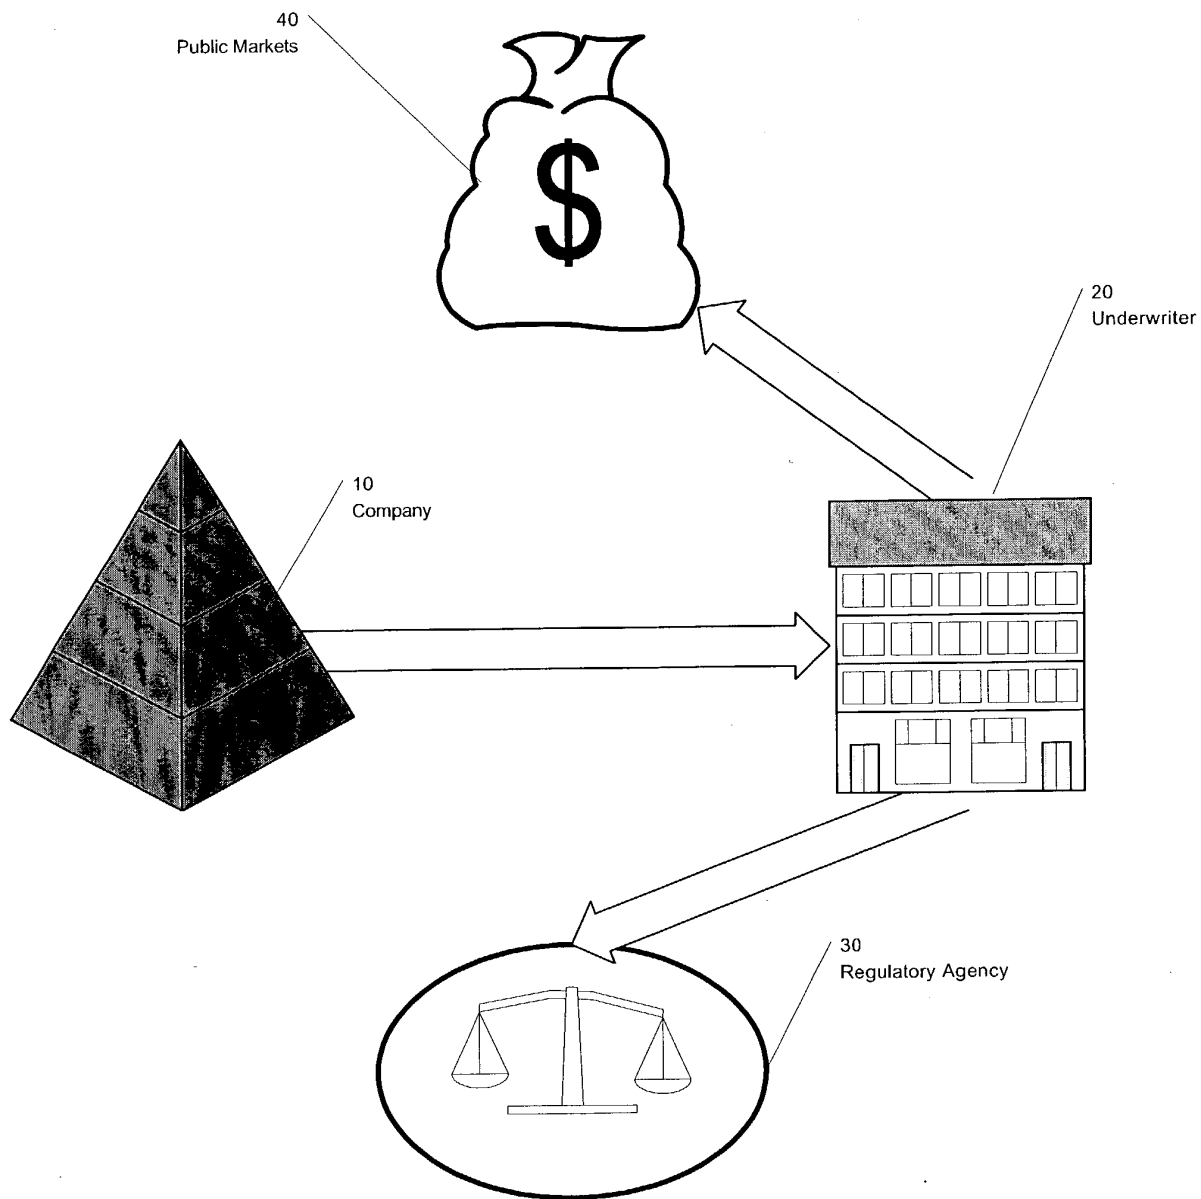 40
Public Markets
$
20
Underwriter
10
Company
30
Regulatory Agency